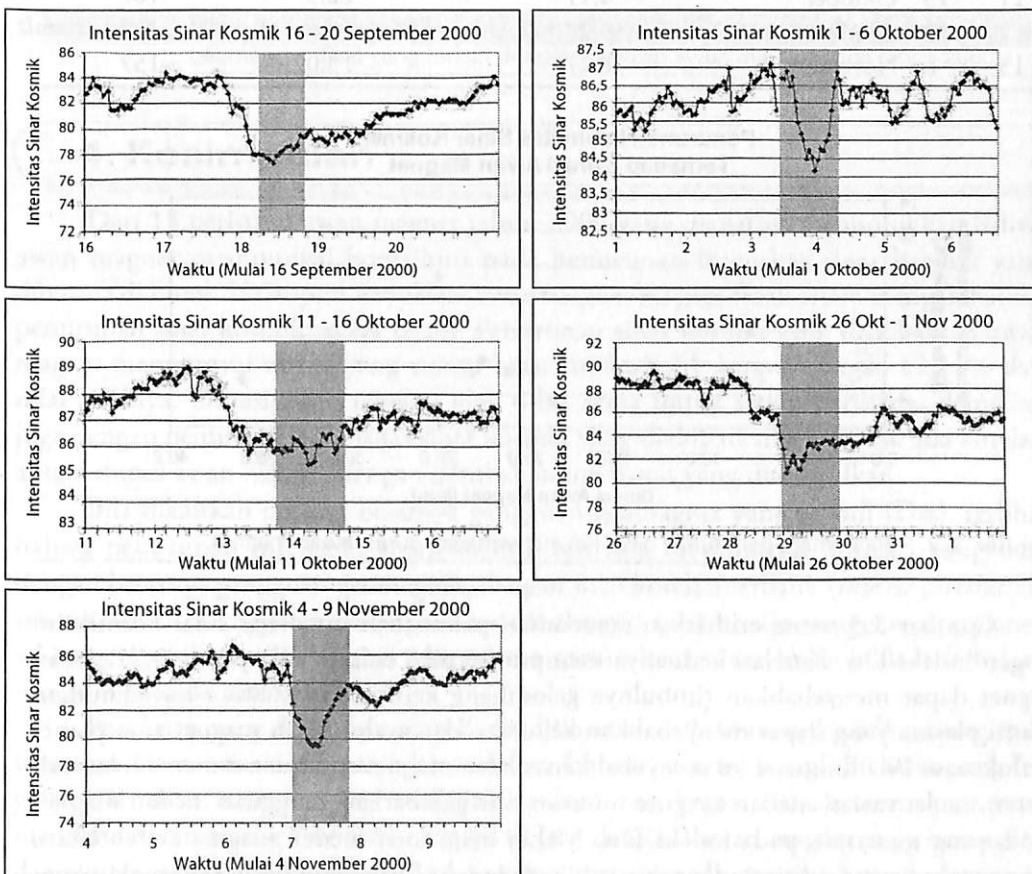 Intensitas Sinar Kosmik 16 - 20 September 2000
Intensitas Sinar Kosmik
86
84
82
80
78
76
74
72
16 17 18 19 20
Waktu (Mulai 16 September 2000)
Intensitas Sinar Kosmik 1 - 6 Oktober 2000
Intensitas Sinar Kosmik
87,5
87
86,5
86
85,5
85
84,5
84
83,5
83
82,5
1 2 3 4 5 6
Waktu (Mulai 1 Oktober 2000)
Intensitas Sinar Kosmik 11 - 16 Oktober 2000
Intensitas Sinar Kosmik
90
89
88
87
86
85
84
83
11 12 13 14 15 16
Waktu (Mulai 11 Oktober 2000)
Intensitas Sinar Kosmik 26 Okt - 1 Nov 2000
Intensitas Sinar Kosmik
92
90
88
86
84
82
80
78
76
26 27 28 29 30 31 1
Waktu (Mulai 26 Oktober 2000)
Intensitas Sinar Kosmik 4 - 9 November 2000
Intensitas Sinar Kosmik
88
86
84
82
80
78
76
74
4 5 6 7 8 9
Waktu (Mulai 4 November 2000)